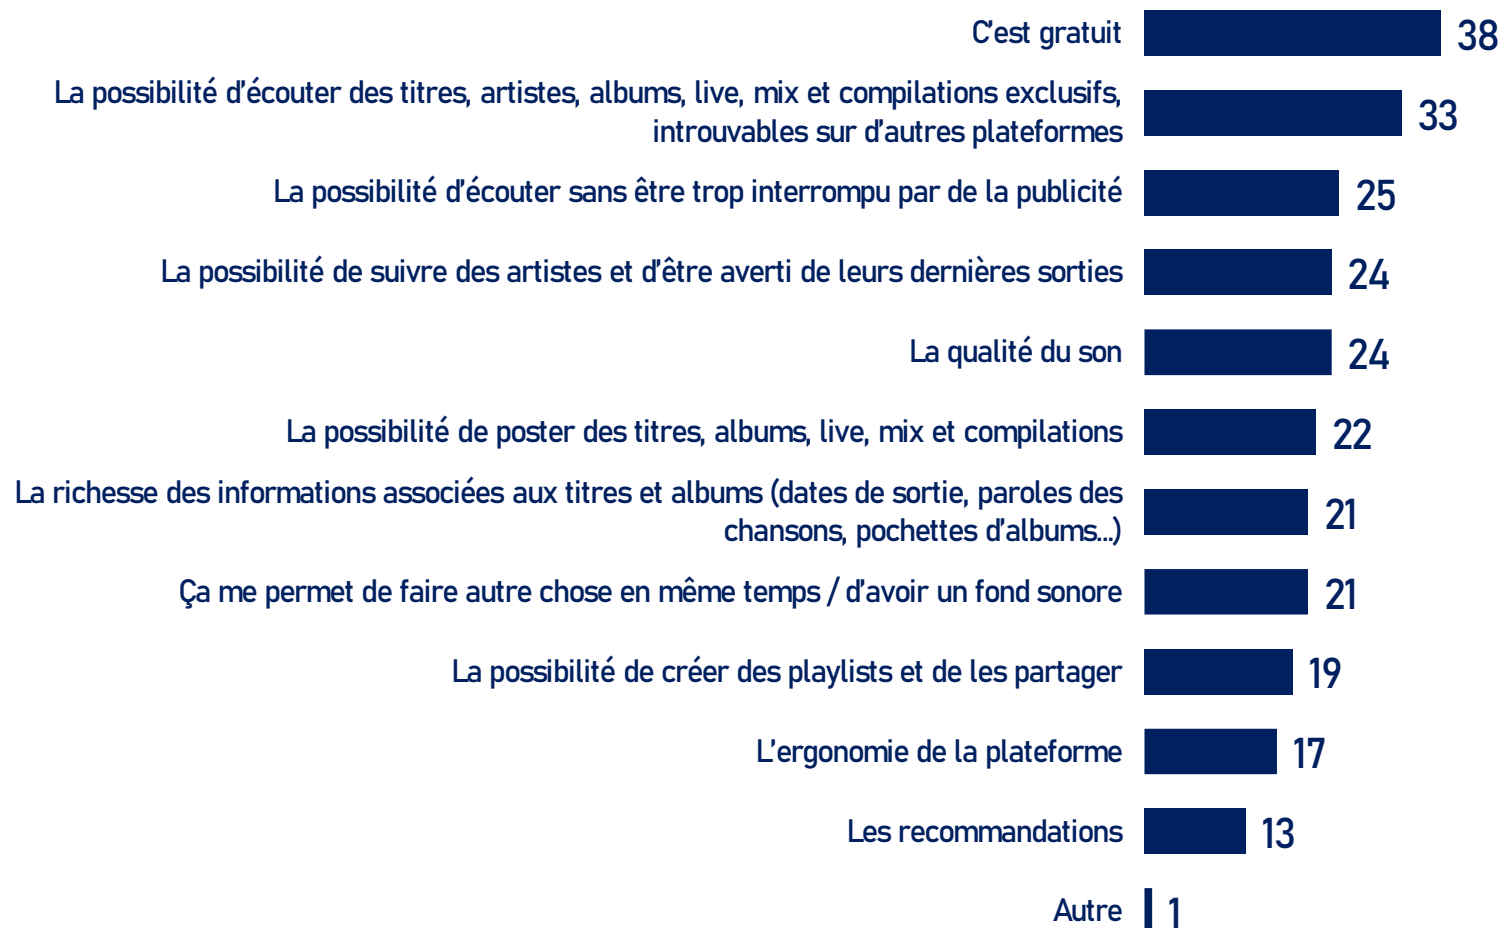 C'est gratuit 38
La possibilité d'écouter des titres, artistes, albums, live, mix et compilations exclusifs,
introuvables sur d'autres plateformes 33
La possibilité d'écouter sans être trop interrompu par de la publicité 25
La possibilité de suivre des artistes et d'être averti de leurs dernières sorties 24
La qualité du son 24
La possibilité de poster des titres, albums, live, mix et compilations 22
La richesse des informations associées aux titres et albums (dates de sortie, paroles des
chansons, pochettes d'albums...) 21
Ça me permet de faire autre chose en même temps / d'avoir un fond sonore 21
La possibilité de créer des playlists et de les partager 19
L'ergonomie de la plateforme 17
Les recommandations 13
Autre 1